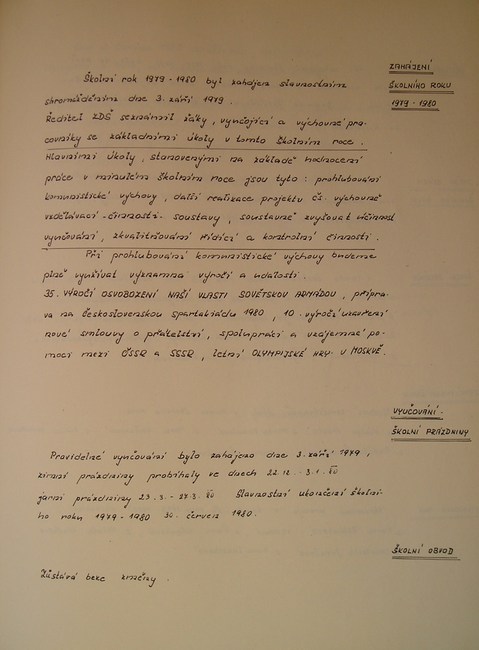 ZAHÁJENÍ
ŠKOLNÍHO ROKU
1979 - 1980
Školní rok 1979 - 1980 byl zahájen slavnostním
shromážděním dne 3. září 1979.
Ředitel ZDŠ seznámil žáky, vyučující a výchovné pra-
covníky se základními úkoly v tomto školním roce.
Hlavními úkoly, stanovenými na základě hodnocení
práce v minulém školním roce jsou tyto: prohlubování
komunistické výchovy, další realizace projektu čs. výchovně
vzdělávací činnosti soustavy, soustavně zvyšovat účinnost
vyučování, zkvalitňování řídící a kontrolní činnosti.
Při prohlubování komunistické výchovy budeme
plně využívat významna výročí a události.
35. VÝROČÍ OSVOBOZENÍ NAŠÍ VLASTI SOVĚTSKOU ARMÁDOU, přípra-
va na Československou spartakiádu 1980, 10. výročí uzavření
nové smlouvy o přátelství, spolupráci a vzájemné po-
moci mezi ČSSR a SSSR, letní OLYMPIJSKÉ HRY U MOSKVĚ.
VYUČOVÁNÍ -
ŠKOLNÍ PRÁZDNINY
Pravidelné vyučování bylo zahájeno dne 3. září 1979,
zimní prázdniny probíhaly ve dnech 22.12. - 3.1. 80
jarní prázdniny 23.3. - 27.3. 80 Slavnostní ukončení školní-
ho roku 1979 - 1980 30. červen 1980.
ŠKOLNÍ OBVOD
Zůstává beze změny.